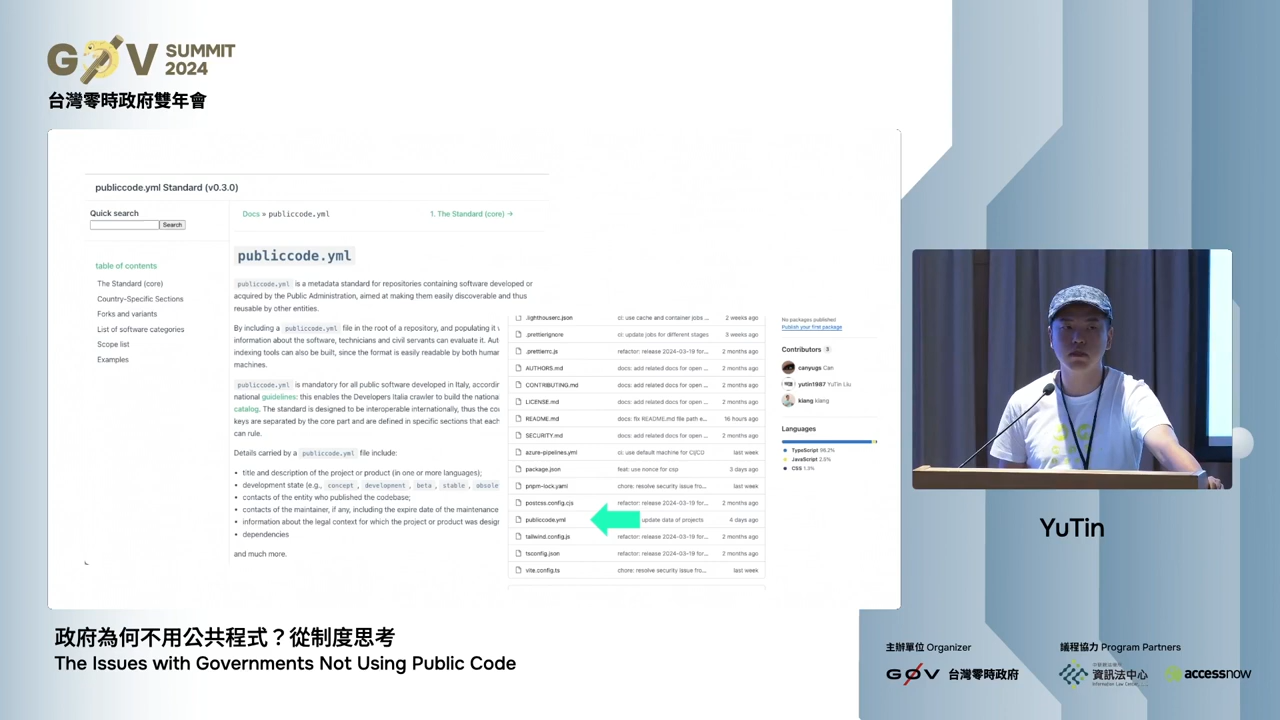 G0V SUMMIT 2024
台灣零時政府雙年會
publiccode.yml Standard (v0.3.0)
Quick search
Search
Docs » publiccode.yml
1. The Standard (core) →
table of contents
The Standard (core)
Country-Specific Sections
Forks and variants
List of software categories
Scope list
Examples
publiccode.yml
publiccode.yml is a metadata standard for repositories containing software developed or
acquired by the Public Administration, aimed at making them easily discoverable and thus
reusable by other entities.
By including a publiccode.yml file in the root of a repository, and populating it
information about the software, technicians and civil servants can evaluate it. Aut
indexing tools can also be built, since the format is easily readable by both human
machines.
publiccode.yml is mandatory for all public software developed in Italy, accordin
national guidelines: this enables the Developers Italia crawler to build the national
catalog. The standard is designed to be interoperable internationally, thus the co
keys are separated by the core part and are defined in specific sections that each
can rule.
Details carried by a publiccode.yml file include:
title and description of the project or product (in one or more languages);
development state (e.g., concept, development, beta, stable, obsole
contacts of the entity who published the codebase;
contacts of the maintainer, if any, including the expire date of the maintenance
information about the legal context for which the project or product was design
dependencies
and much more.
.lighthouserc.json ci: use cache and container jobs ... 2 weeks ago
.prettierignore ci: update jobs for different stages 3 weeks ago
.prettierrc.js refactor: release 2024-03-19 for... 2 months ago
AUTHORS.md docs: add related docs for open ... 2 months ago
CONTRIBUTING.md docs: add related docs for open ... 2 months ago
LICENSE.md docs: add related docs for open ... 2 months ago
README.md docs: fix README.md file path e... 16 hours ago
SECURITY.md docs: add related docs for open ... 2 months ago
azure-pipelines.yml ci: use default machine for CI/CD last week
package.json feat: use nonce for csp 3 days ago
pnpm-lock.yaml chore: resolve security issue fro... last week
postcss.config.cjs refactor: release 2024-03-19 for... 2 months ago
publiccode.yml update data of projects 4 days ago
tailwind.config.js refactor: release 2024-03-19 for... 2 months ago
tsconfig.json refactor: release 2024-03-19 for... 2 months ago
vite.config.ts chore: resolve security issue fro... last week
No packages published
Publish your first package
Contributors 3
canyugs Can
yutin1987 YuTin Liu
kiang kiang
Languages
TypeScript 96.2%
JavaScript 2.5%
CSS 1.3%
YuTin
政府為何不用公共程式？從制度思考
The Issues with Governments Not Using Public Code
主辦單位 Organizer
G0V 台灣零時政府
議程協力 Program Partners
資訊法中心
Information Law Center
accessnow